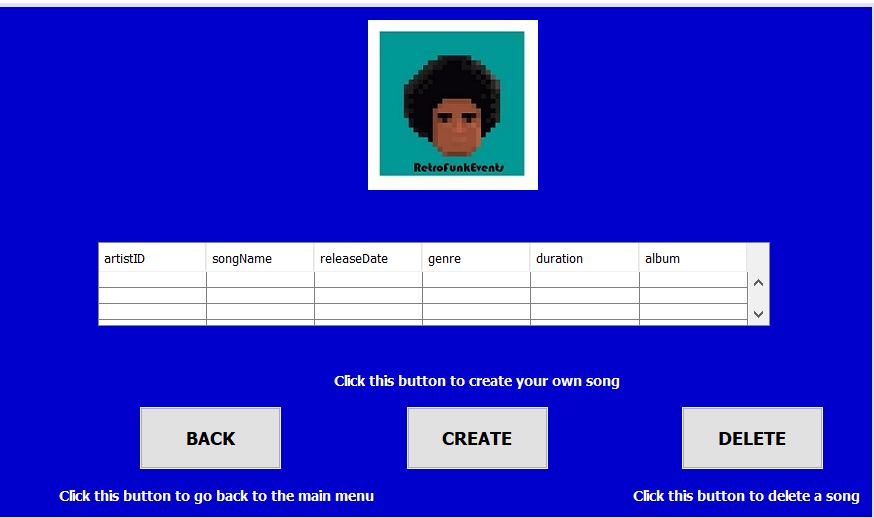 RetroFunkEvents
artistID songName releaseDate genre duration album
Click this button to create your own song
BACK CREATE DELETE
Click this button to go back to the main menu Click this button to delete a song